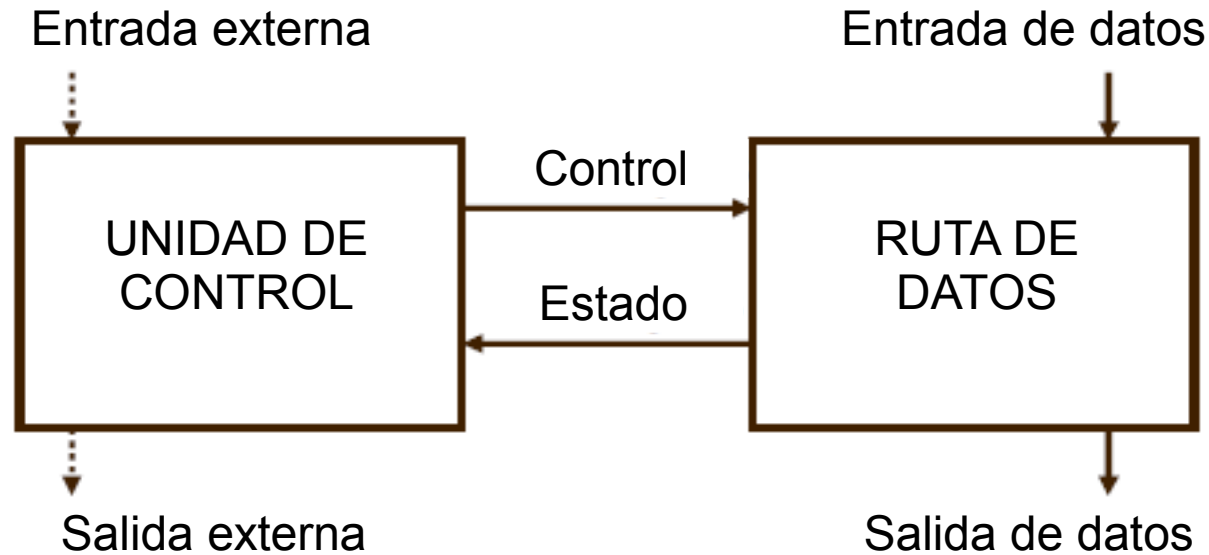 Entrada externa
Entrada de datos
Control
UNIDAD DE
CONTROL
RUTA DE
DATOS
Estado
Salida externa
Salida de datos